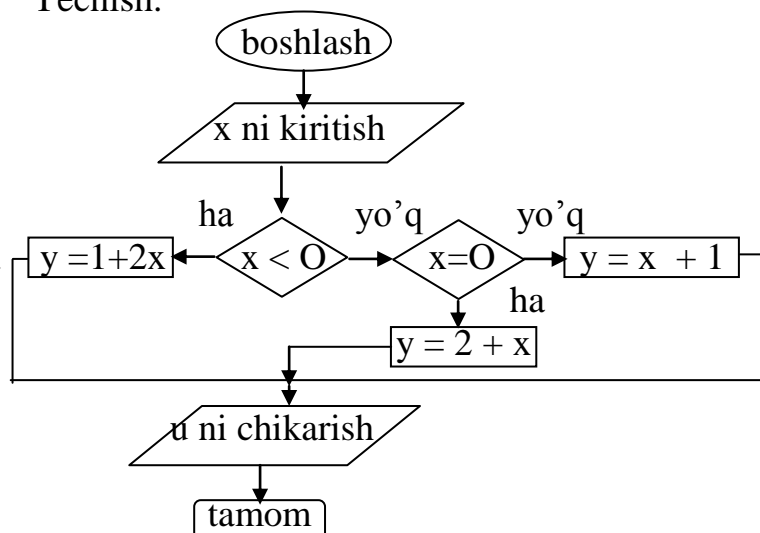 Yechish:
boshlash
x ni kiritish
ha
yo’q
yo’q
y =1+2x
x < O
x=O
y = x + 1
ha
y = 2 + x
u ni chikarish
tamom